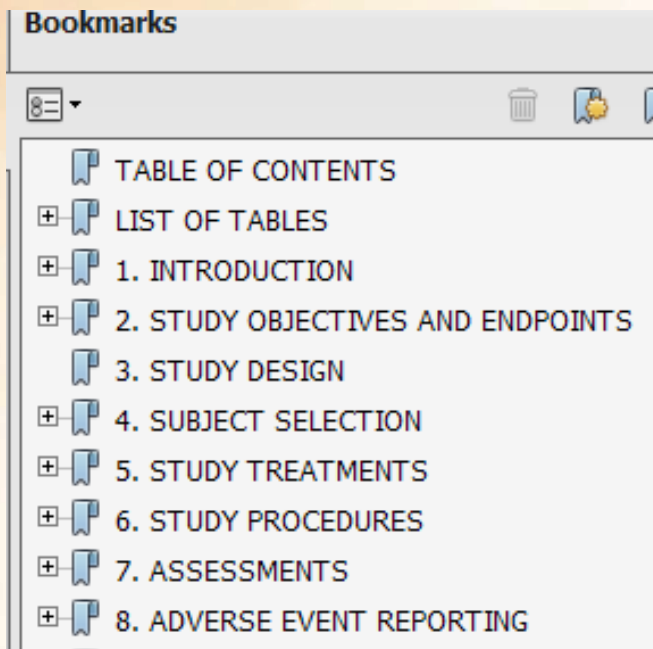 Bookmarks
TABLE OF CONTENTS
LIST OF TABLES
1. INTRODUCTION
2. STUDY OBJECTIVES AND ENDPOINTS
3. STUDY DESIGN
4. SUBJECT SELECTION
5. STUDY TREATMENTS
6. STUDY PROCEDURES
7. ASSESSMENTS
8. ADVERSE EVENT REPORTING